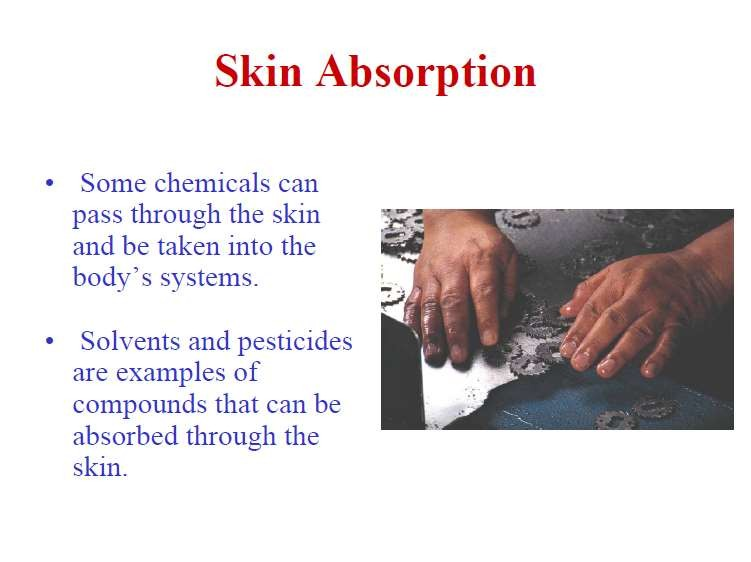 Skin Absorption
• Some chemicals can
pass through the skin
and be taken into the
body’s systems.
• Solvents and pesticides
are examples of
compounds that can be
absorbed through the
skin.